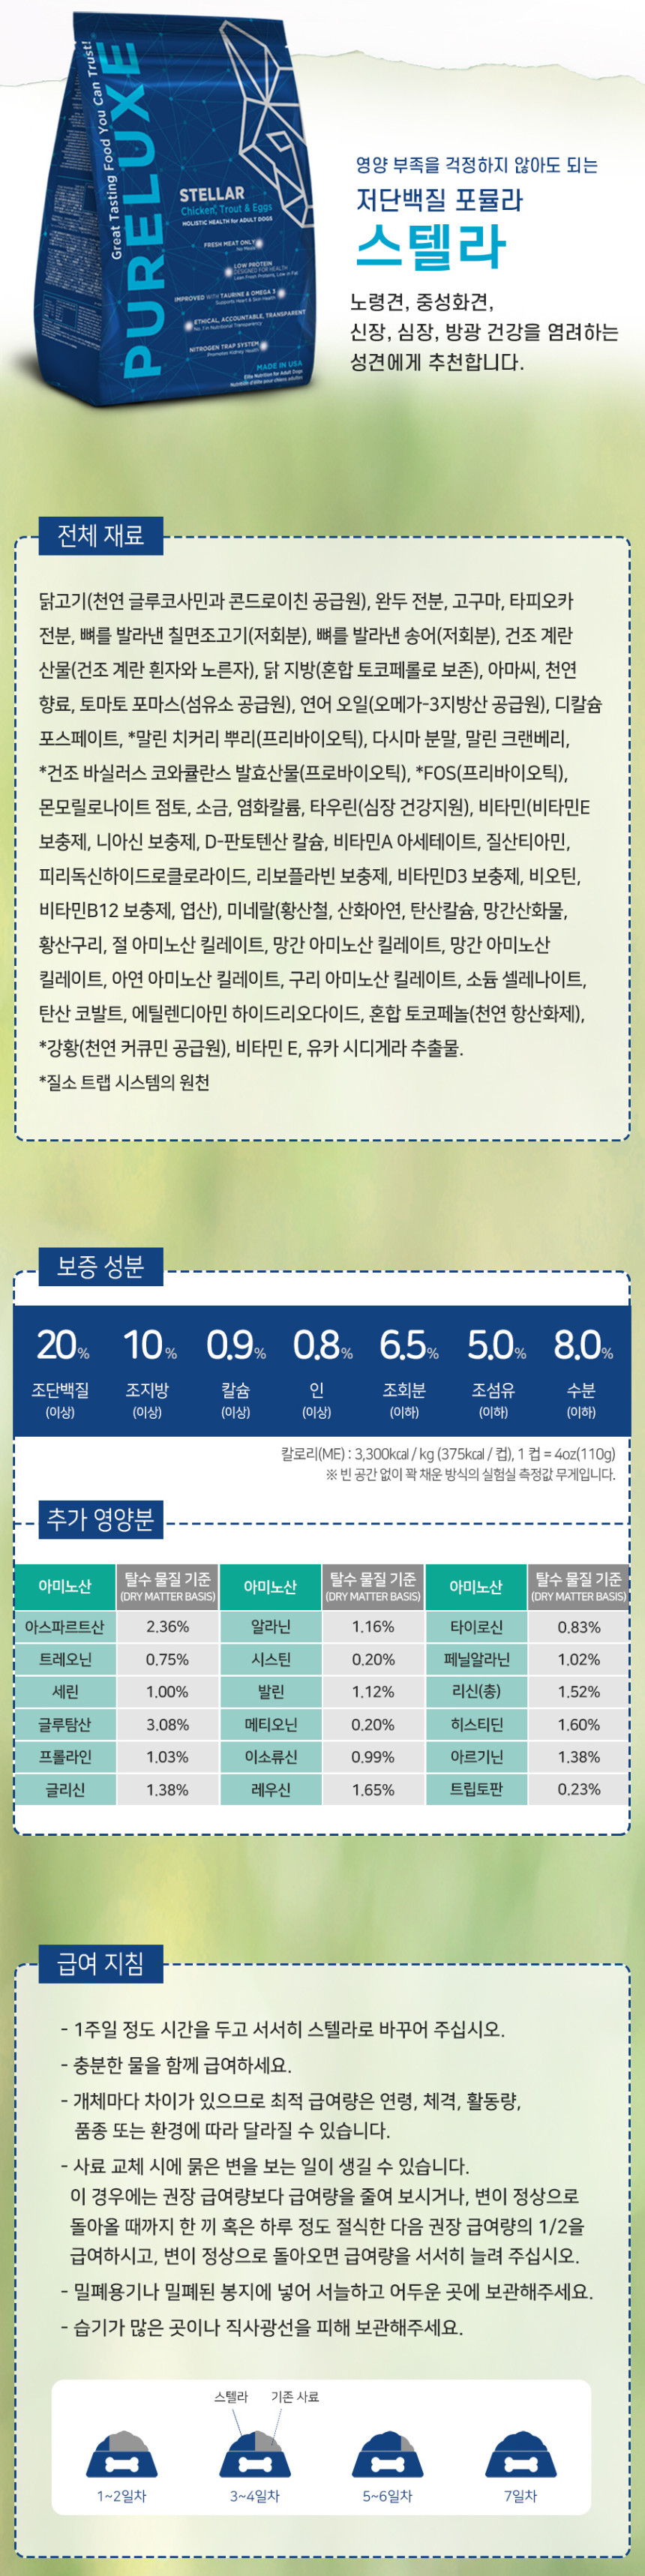 Great Tasting Food You Can Trust!
PURELUXE
STELLAR
Chicken, Trout & Eggs
HOLISTIC HEALTH for ADULT DOGS
FRESH MEAT ONLY
No Meals
LOW PROTEIN
DESIGNED FOR HEALTH
Lean Fresh Proteins, Low in Fat
IMPROVED WITH TAURINE & OMEGA 3
Supports Heart & Skin Health
ETHICAL, ACCOUNTABLE, TRANSPARENT
No. 1 in Nutritional Transparency
NITROGEN TRAP SYSTEM
Promotes Kidney Health
MADE IN USA
Elite Nutrition for Adult Dogs
Nutrition d'élite pour chiens adultes
영양 부족을 걱정하지 않아도 되는
저단백질 포뮬라
스텔라
노령견, 중성화견,
신장, 심장, 방광 건강을 염려하는
성견에게 추천합니다.
전체 재료
닭고기(천연 글루코사민과 콘드로이친 공급원), 완두 전분, 고구마, 타피오카
전분, 뼈를 발라낸 칠면조고기(저회분), 뼈를 발라낸 송어(저회분), 건조 계란
산물(건조 계란 흰자와 노른자), 닭 지방(혼합 토코페롤로 보존), 아마씨, 천연
향료, 토마토 포마스(섬유소 공급원), 연어 오일(오메가-3지방산 공급원), 디칼슘
포스페이트, *말린 치커리 뿌리(프리바이오틱), 다시마 분말, 말린 크랜베리,
*건조 바실러스 코와귤란스 발효산물(프로바이오틱), *FOS(프리바이오틱),
몬모릴로나이트 점토, 소금, 염화칼륨, 타우린(심장 건강지원), 비타민(비타민E
보충제, 니아신 보충제, D-판토텐산 칼슘, 비타민A 아세테이트, 질산티아민,
피리독신하이드로클로라이드, 리보플라빈 보충제, 비타민D3 보충제, 비오틴,
비타민B12 보충제, 엽산), 미네랄(황산철, 산화아연, 탄산칼슘, 망간산화물,
황산구리, 철 아미노산 킬레이트, 망간 아미노산 킬레이트, 망간 아미노산
킬레이트, 아연 아미노산 킬레이트, 구리 아미노산 킬레이트, 소듐 셀레나이트,
탄산 코발트, 에틸렌디아민 하이드리오다이드, 혼합 토코페놀(천연 항산화제),
*강황(천연 커큐민 공급원), 비타민 E, 유카 시디게라 추출물.
*질소 트랩 시스템의 원천
보증 성분
20% 10% 0.9% 0.8% 6.5% 5.0% 8.0%
조단백질 조지방 칼슘 인 조회분 조섬유 수분
(이상) (이상) (이상) (이상) (이하) (이하) (이하)
칼로리(ME) : 3,300kcal / kg (375kcal / 컵), 1 컵 = 4oz(110g)
※ 빈 공간 없이 꽉 채운 방식의 실험실 측정값 무게입니다.
추가 영양분
아미노산 탈수 물질 기준 아미노산 탈수 물질 기준 아미노산 탈수 물질 기준
(DRY MATTER BASIS) (DRY MATTER BASIS) (DRY MATTER BASIS)
아스파르트산 2.36% 알라닌 1.16% 타이로신 0.83%
트레오닌 0.75% 시스틴 0.20% 페닐알라닌 1.02%
세린 1.00% 발린 1.12% 리신(총) 1.52%
글루탐산 3.08% 메티오닌 0.20% 히스티딘 1.60%
프롤라인 1.03% 이소류신 0.99% 아르기닌 1.38%
글리신 1.38% 레우신 1.65% 트립토판 0.23%
급여 지침
- 1주일 정도 시간을 두고 서서히 스텔라로 바꾸어 주십시오.
- 충분한 물을 함께 급여하세요.
- 개체마다 차이가 있으므로 최적 급여량은 연령, 체격, 활동량,
품종 또는 환경에 따라 달라질 수 있습니다.
- 사료 교체 시에 묽은 변을 보는 일이 생길 수 있습니다.
이 경우에는 권장 급여량보다 급여량을 줄여 보시거나, 변이 정상으로
돌아올 때까지 한 끼 혹은 하루 정도 절식한 다음 권장 급여량의 1/2을
급여하시고, 변이 정상으로 돌아오면 급여량을 서서히 늘려 주십시오.
- 밀폐용기나 밀폐된 봉지에 넣어 서늘하고 어두운 곳에 보관해주세요.
- 습기가 많은 곳이나 직사광선을 피해 보관해주세요.
스텔라 기존 사료
1~2일차 3~4일차 5~6일차 7일차